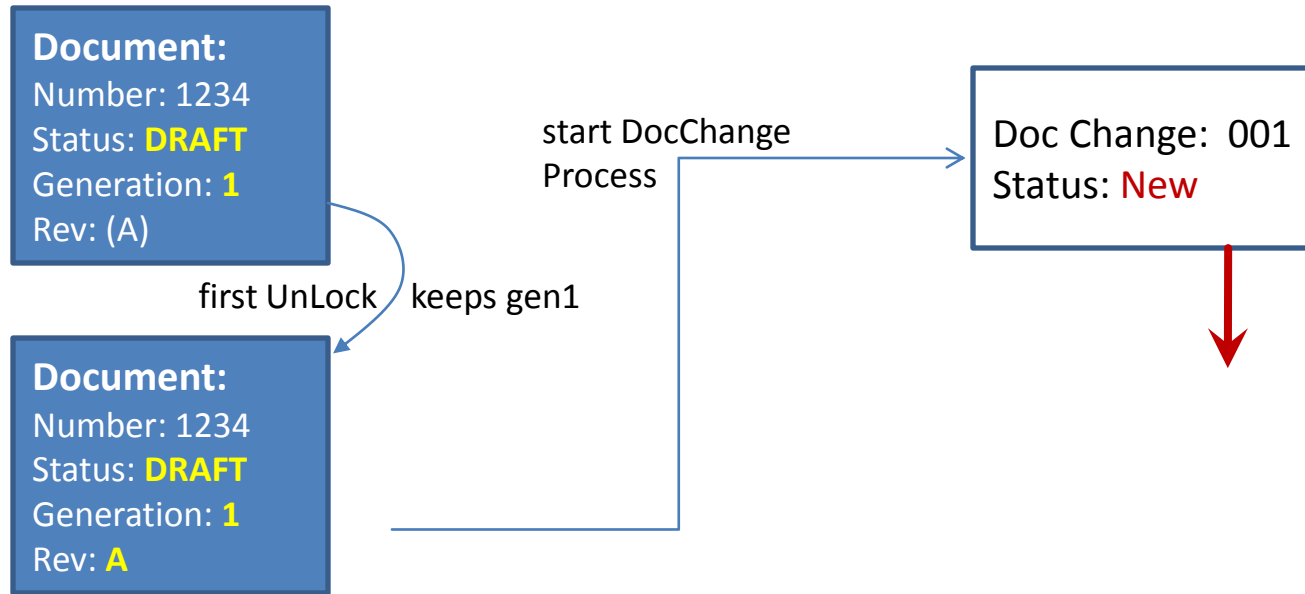 Document:
Number: 1234
Status: DRAFT
Generation: 1
Rev: (A)
first UnLock keeps gen1
Document:
Number: 1234
Status: DRAFT
Generation: 1
Rev: A
start DocChange
Process
Doc Change: 001
Status: New